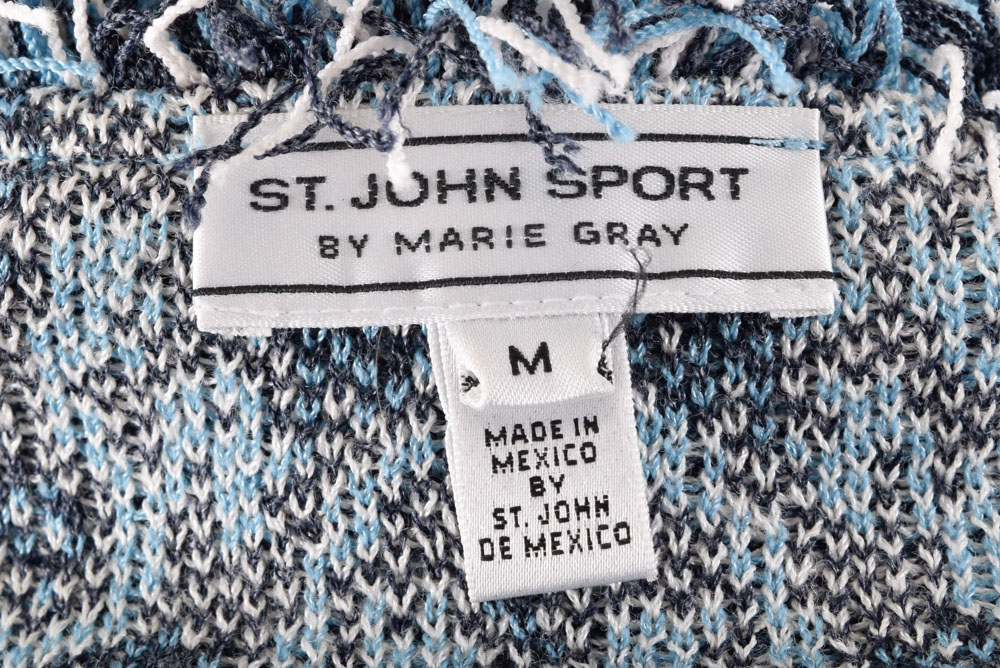 ST. JOHN SPORT
BY MARIE GRAY
M
MADE IN
MEXICO
BY
ST. JOHN
DE MEXICO